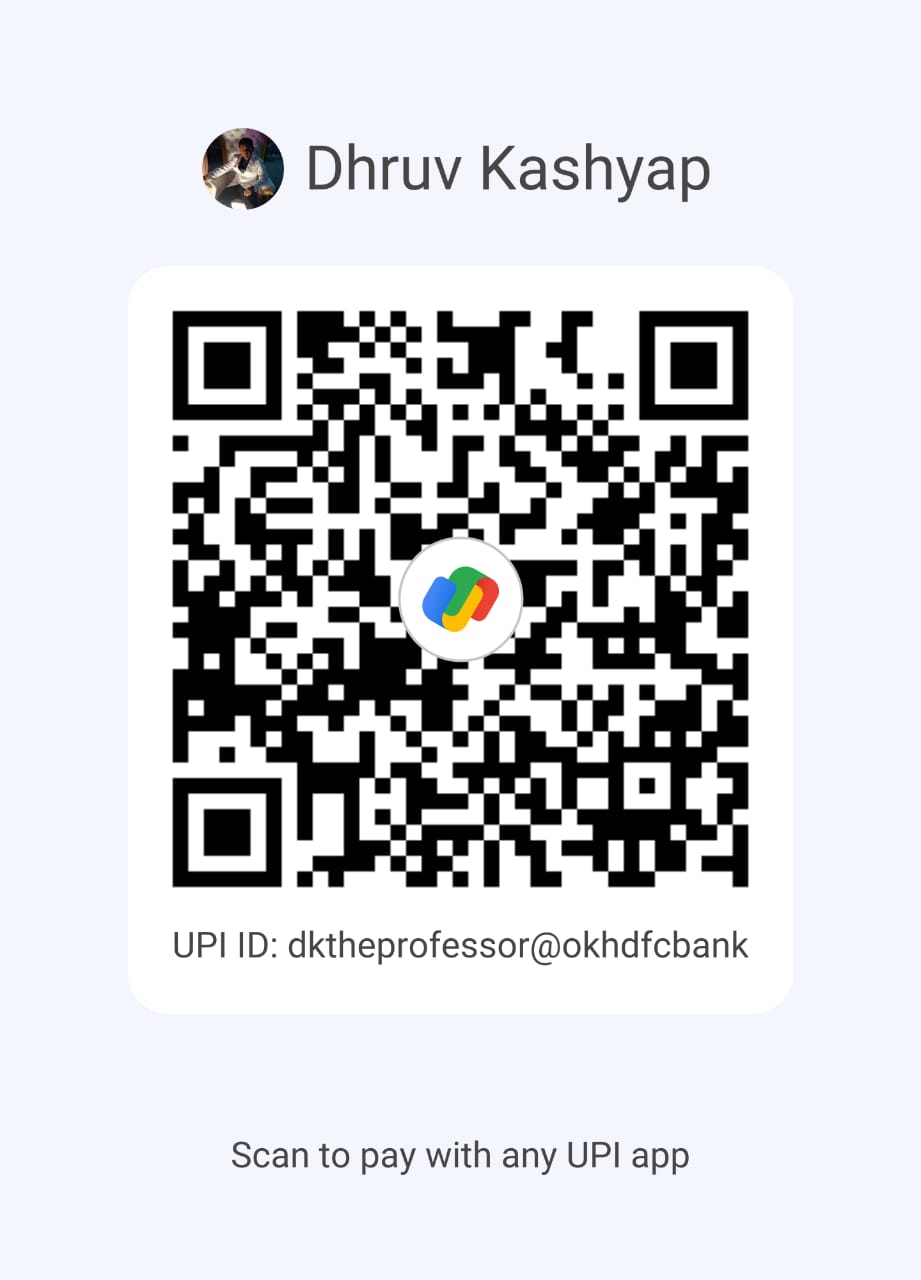 Dhruv Kashyap
UPI ID: dktheprofessor@okhdfcbank
Scan to pay with any UPI app